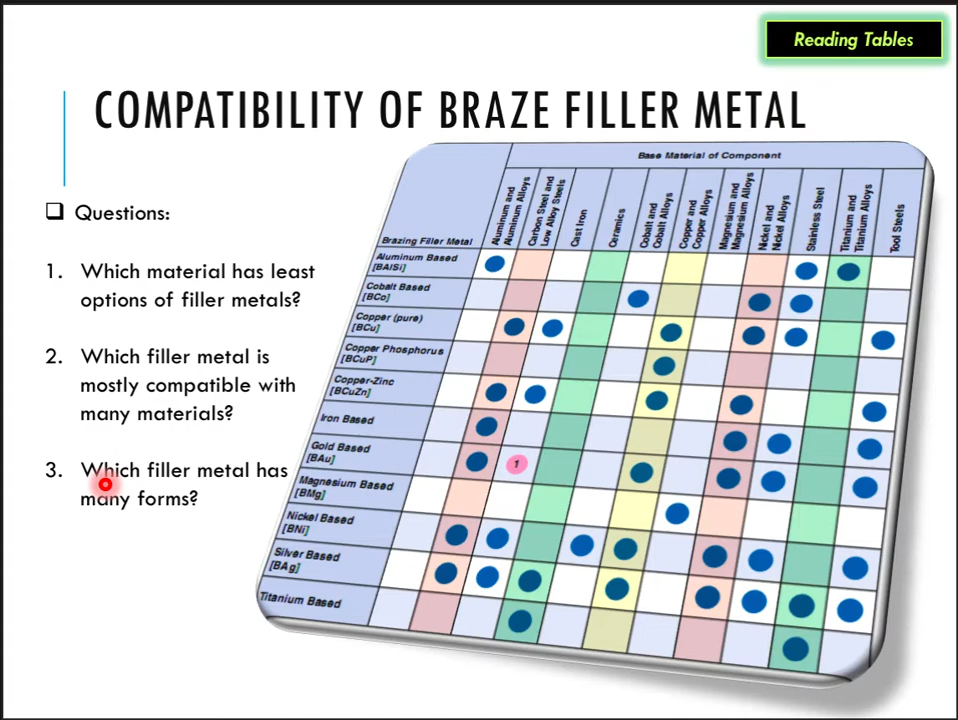 Reading Tables
COMPATIBILITY OF BRAZE FILLER METAL
Questions:
1. Which material has least
options of filler metals?
2. Which filler metal is
mostly compatible with
many materials?
3. Which filler metal has
many forms?
Base Material of Component
Brazing Filler Metal
Aluminum and
Aluminum Alloys
Carbon Steel and
Low Alloy Steels
Cast Iron
Ceramics
Cobalt and
Cobalt Alloys
Copper and
Copper Alloys
Magnesium and
Magnesium Alloys
Nickel and
Nickel Alloys
Stainless Steel
Titanium and
Titanium Alloys
Tool Steels
Aluminum Based
[BAlSi]
Cobalt Based
[BCo]
Copper (pure)
[BCu]
Copper Phosphorus
[BCuP]
Copper-Zinc
[BCuZn]
Iron Based
Gold Based
[BAu]
1
Magnesium Based
[BMg]
Nickel Based
[BNi]
Silver Based
[BAg]
Titanium Based